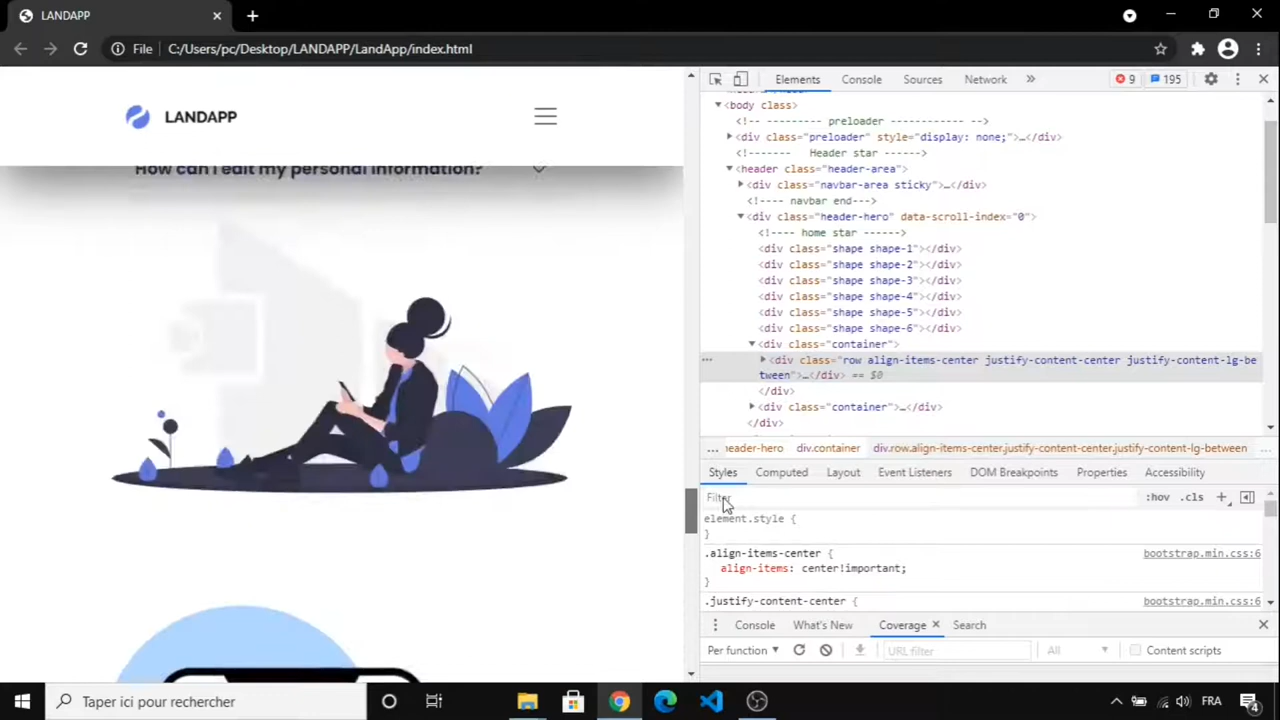 LANDAPP
File C:/Users/pc/Desktop/LANDAPP/LandApp/index.html
LANDAPP
How can I edit my personal information?
Elements Console Sources Network » 9 195
▼<body class>
<!-- --------- preloader ------------ -->
▶<div class="preloader" style="display: none;">…</div>
<!------- Header star ------>
▼<header class="header-area">
▶<div class="navbar-area sticky">…</div>
<!---- navbar end--->
▼<div class="header-hero" data-scroll-index="0">
<!---- home star ------>
<div class="shape shape-1"></div>
<div class="shape shape-2"></div>
<div class="shape shape-3"></div>
<div class="shape shape-4"></div>
<div class="shape shape-5"></div>
<div class="shape shape-6"></div>
▼<div class="container">
… ▶<div class="row align-items-center justify-content-center justify-content-lg-be
tween">…</div> == $0
</div>
▶<div class="container">…</div>
</div>
… eader-hero div.container div.row.align-items-center.justify-content-center.justify-content-lg-between
Styles Computed Layout Event Listeners DOM Breakpoints Properties Accessibility
Filter :hov .cls +
element.style {
}
.align-items-center { bootstrap.min.css:6
align-items: center!important;
}
.justify-content-center { bootstrap.min.css:6
Console What's New Coverage × Search
Per function ▼ URL filter All ▼ Content scripts
Taper ici pour rechercher FRA 4